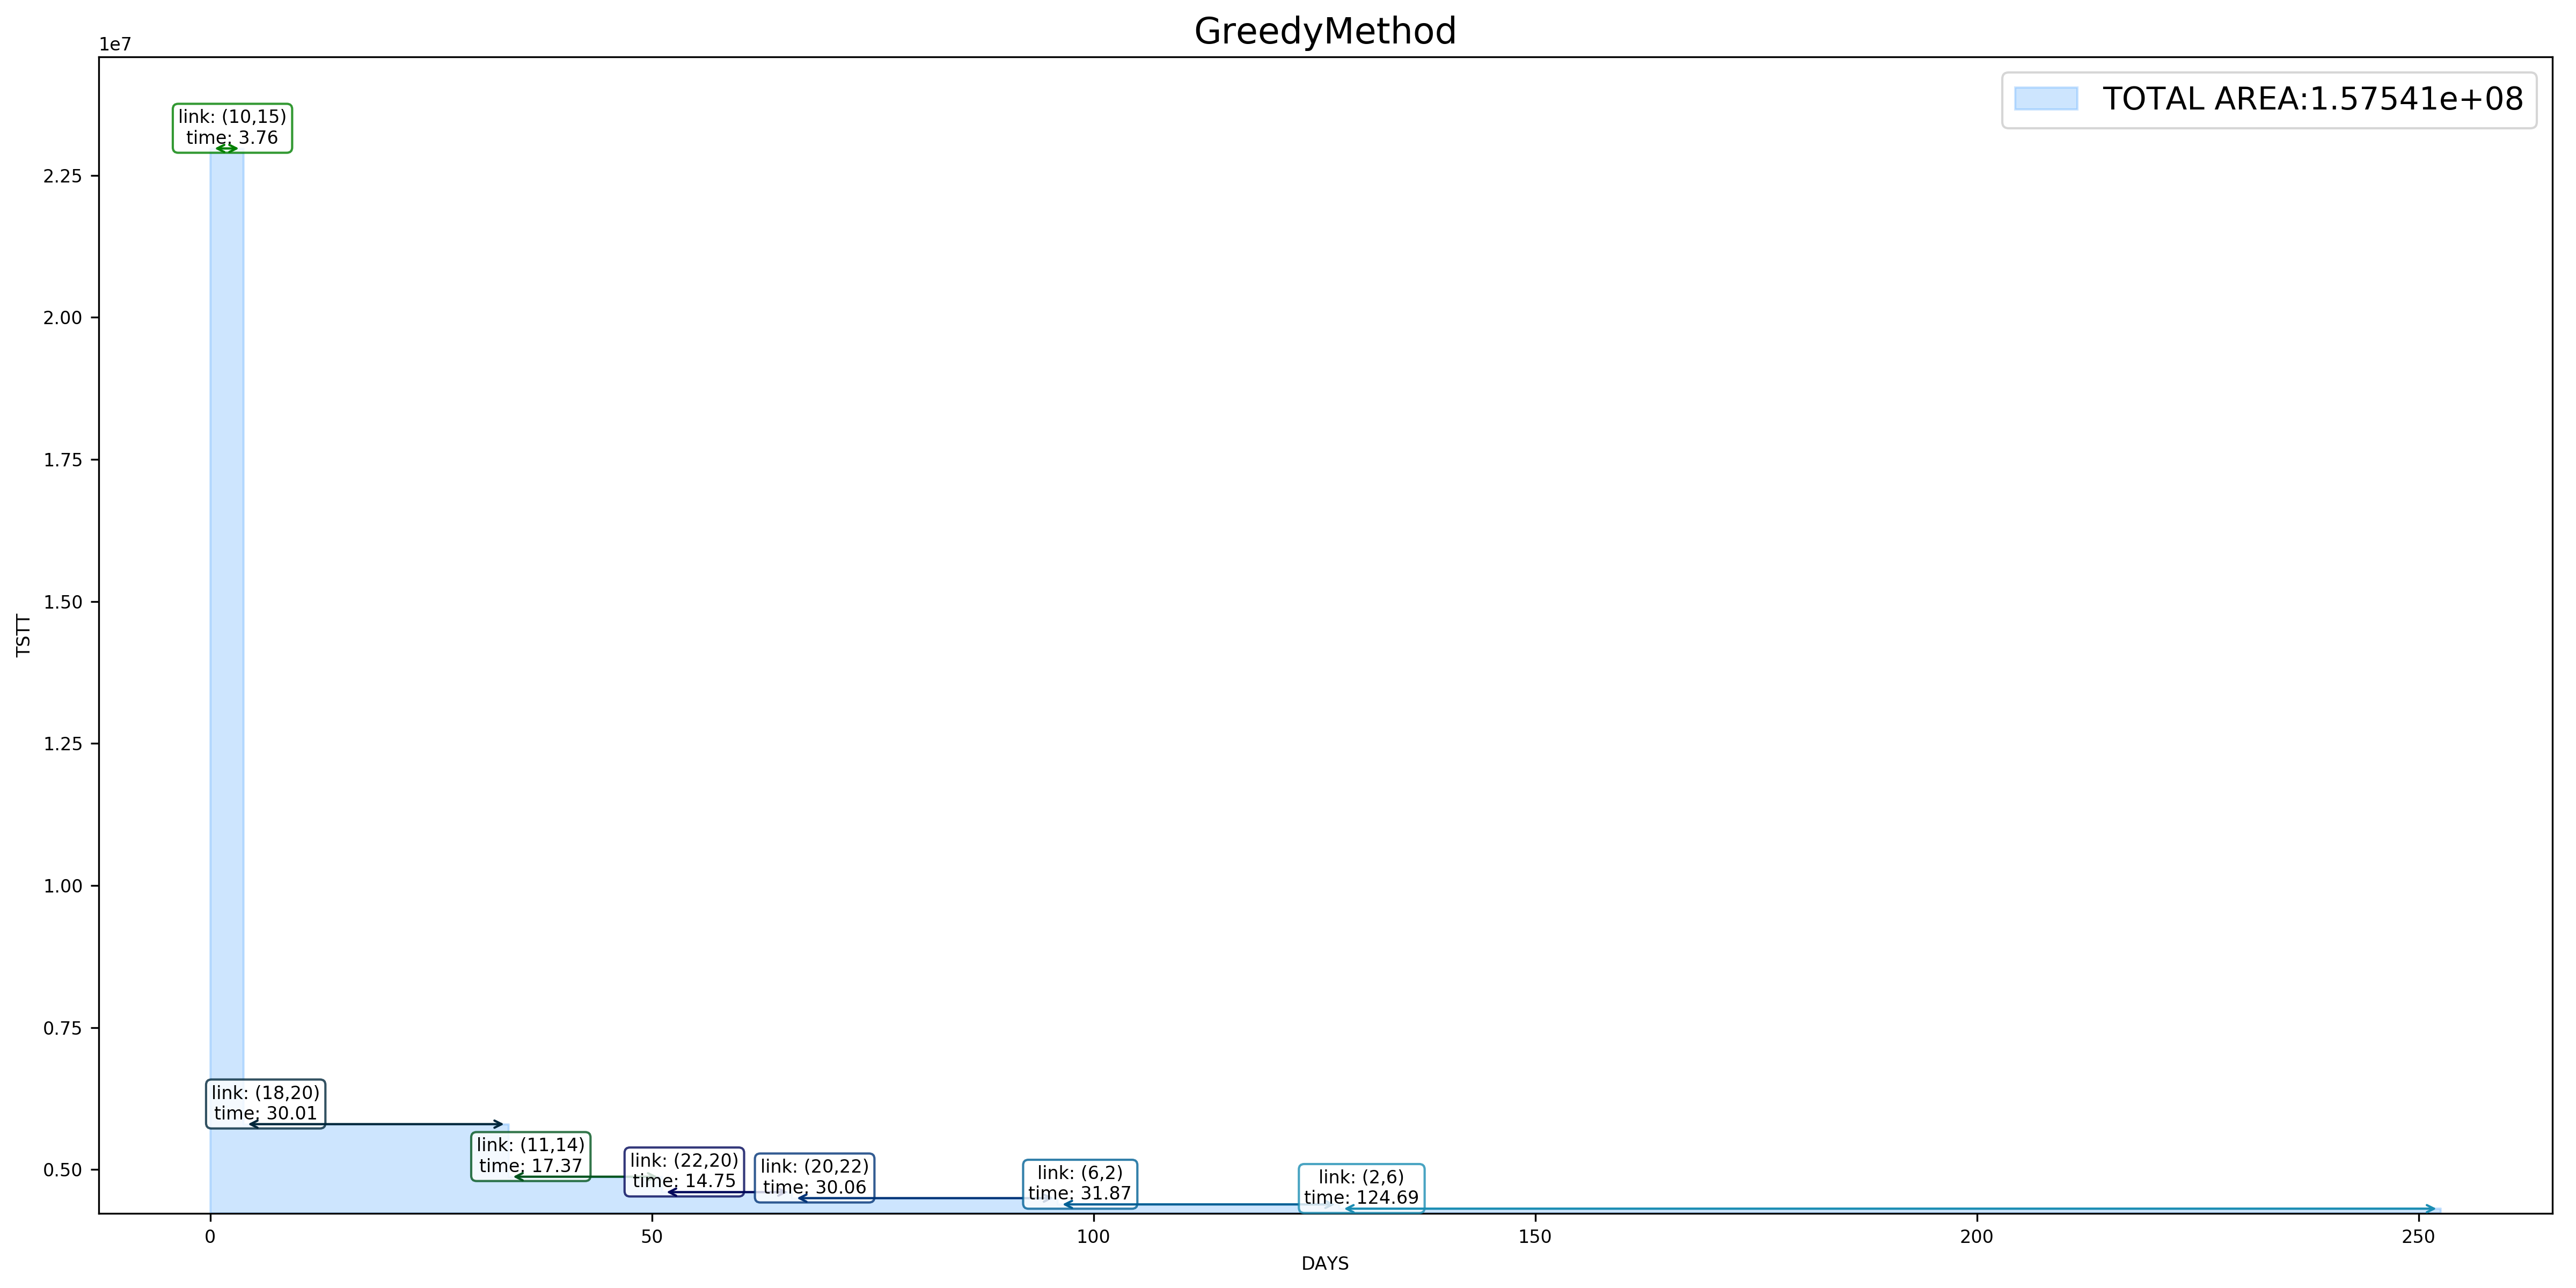 GreedyMethod
1e7
TOTAL AREA:1.57541e+08
link: (10,15)
time: 3.76
2.25
2.00
1.75
1.50
1.25
1.00
0.75
0.50
TSTT
link: (18,20)
time: 30.01
link: (11,14)
time: 17.37
link: (22,20)
time: 14.75
link: (20,22)
time: 30.06
link: (6,2)
time: 31.87
link: (2,6)
time: 124.69
0
50
100
150
200
250
DAYS